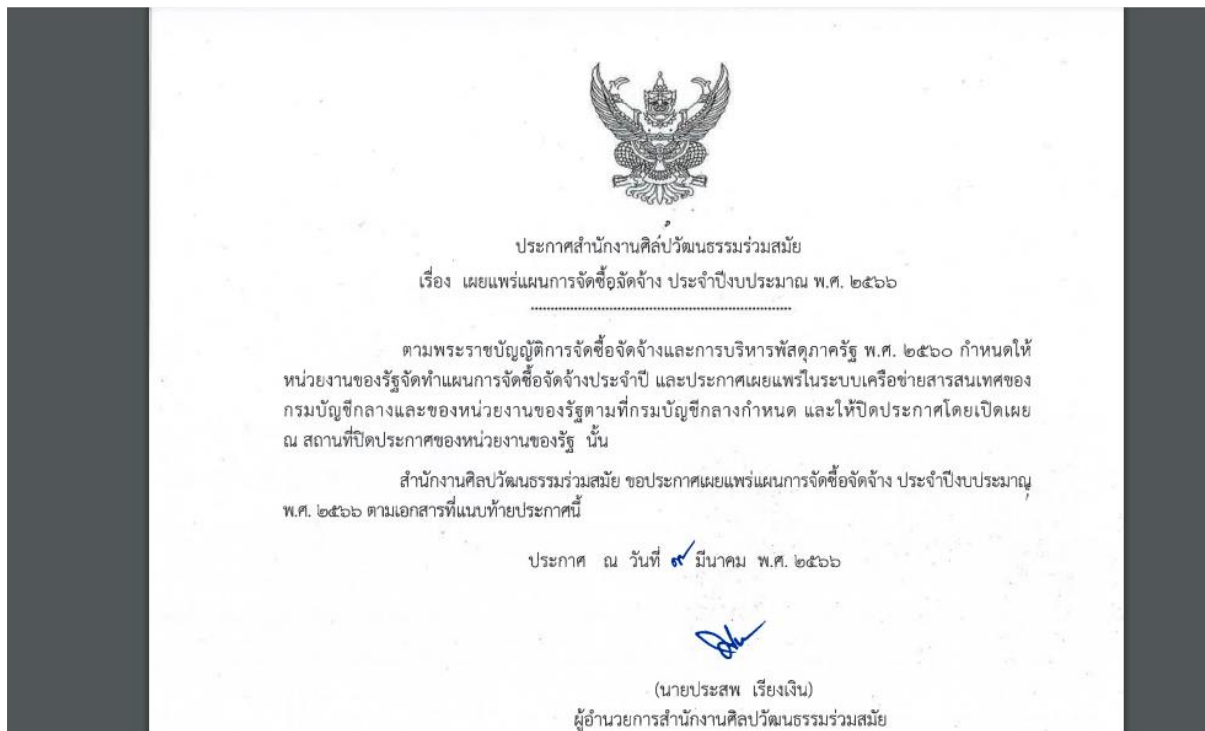 ประกาศสำนักงานศิลปวัฒนธรรมร่วมสมัย
เรื่อง เผยแพร่แผนการจัดซื้อจัดจ้าง ประจำปีงบประมาณ พ.ศ. ๒๕๖๖
ตามพระราชบัญญัติการจัดซื้อจัดจ้างและการบริหารพัสดุภาครัฐ พ.ศ. ๒๕๖๐ กำหนดให้
หน่วยงานของรัฐจัดทำแผนการจัดซื้อจัดจ้างประจำปี และประกาศเผยแพร่ในระบบเครือข่ายสารสนเทศของ
กรมบัญชีกลางและของหน่วยงานของรัฐตามที่กรมบัญชีกลางกำหนด และให้ปิดประกาศโดยเปิดเผย
ณ สถานที่ปิดประกาศของหน่วยงานของรัฐ นั้น
สำนักงานศิลปวัฒนธรรมร่วมสมัย ขอประกาศเผยแพร่แผนการจัดซื้อจัดจ้าง ประจำปีงบประมาณ
พ.ศ. ๒๕๖๖ ตามเอกสารที่แนบท้ายประกาศนี้
ประกาศ ณ วันที่ ๙ มีนาคม พ.ศ. ๒๕๖๖
(นายประสพ เรียงเงิน)
ผู้อำนวยการสำนักงานศิลปวัฒนธรรมร่วมสมัย